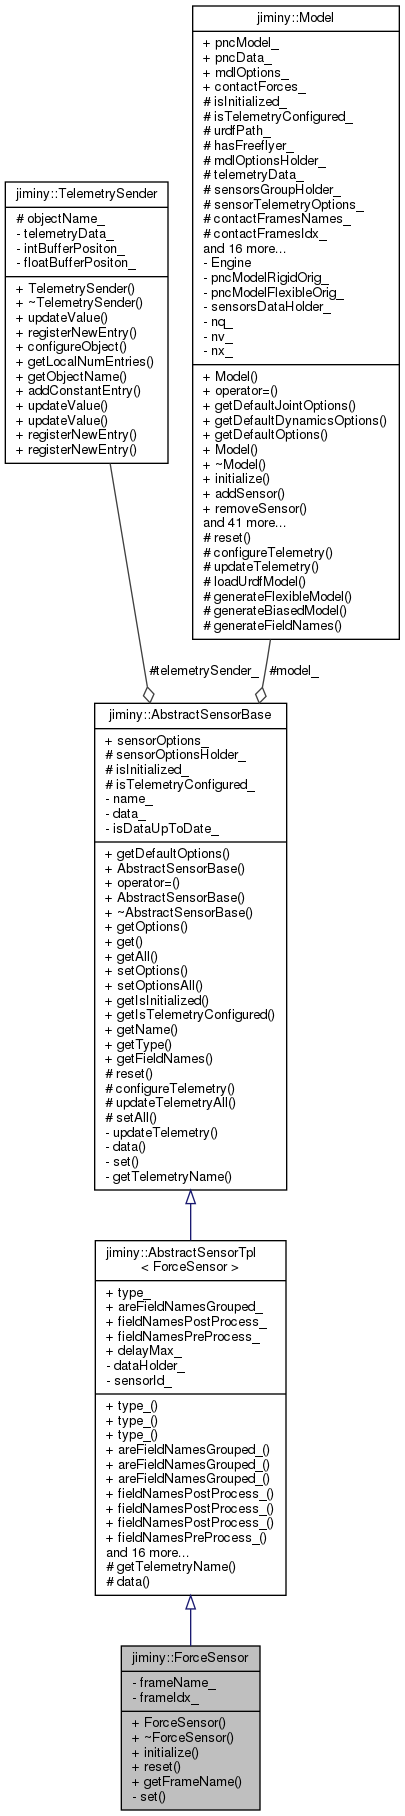 jiminy::Model
+ pncModel_
+ pncData_
+ mdlOptions_
+ contactForces_
# isInitialized_
# isTelemetryConfigured_
# urdfPath_
# hasFreeflyer_
# mdlOptionsHolder_
# telemetryData_
# sensorsGroupHolder_
# sensorTelemetryOptions_
# contactFramesNames_
# contactFramesIdx_
and 16 more...
- Engine
- pncModelRigidOrig_
- pncModelFlexibleOrig_
- sensorsDataHolder_
- nq_
- nv_
- nx_
+ Model()
+ operator=()
+ getDefaultJointOptions()
+ getDefaultDynamicsOptions()
+ getDefaultOptions()
+ Model()
+ ~Model()
+ initialize()
+ addSensor()
+ removeSensor()
and 41 more...
# reset()
# configureTelemetry()
# updateTelemetry()
# loadUrdfModel()
# generateFlexibleModel()
# generateBiasedModel()
# generateFieldNames()
jiminy::TelemetrySender
# objectName_
- telemetryData_
- intBufferPositon_
- floatBufferPositon_
+ TelemetrySender()
+ ~TelemetrySender()
+ updateValue()
+ registerNewEntry()
+ configureObject()
+ getLocalNumEntries()
+ getObjectName()
+ addConstantEntry()
+ updateValue()
+ updateValue()
+ registerNewEntry()
+ registerNewEntry()
#telemetrySender_
#model_
jiminy::AbstractSensorBase
+ sensorOptions_
# sensorOptionsHolder_
# isInitialized_
# isTelemetryConfigured_
- name_
- data_
- isDataUpToDate_
+ getDefaultOptions()
+ AbstractSensorBase()
+ operator=()
+ AbstractSensorBase()
+ ~AbstractSensorBase()
+ getOptions()
+ get()
+ getAll()
+ setOptions()
+ setOptionsAll()
+ getIsInitialized()
+ getIsTelemetryConfigured()
+ getName()
+ getType()
+ getFieldNames()
# reset()
# configureTelemetry()
# updateTelemetryAll()
# setAll()
- updateTelemetry()
- data()
- set()
- getTelemetryName()
jiminy::AbstractSensorTpl
< ForceSensor >
+ type_
+ areFieldNamesGrouped_
+ fieldNamesPostProcess_
+ fieldNamesPreProcess_
+ delayMax_
- dataHolder_
- sensorId_
+ type_()
+ type_()
+ type_()
+ areFieldNamesGrouped_()
+ areFieldNamesGrouped_()
+ areFieldNamesGrouped_()
+ fieldNamesPostProcess_()
+ fieldNamesPostProcess_()
+ fieldNamesPostProcess_()
+ fieldNamesPreProcess_()
and 16 more...
# getTelemetryName()
# data()
jiminy::ForceSensor
- frameName_
- frameIdx_
+ ForceSensor()
+ ~ForceSensor()
+ initialize()
+ reset()
+ getFrameName()
- set()